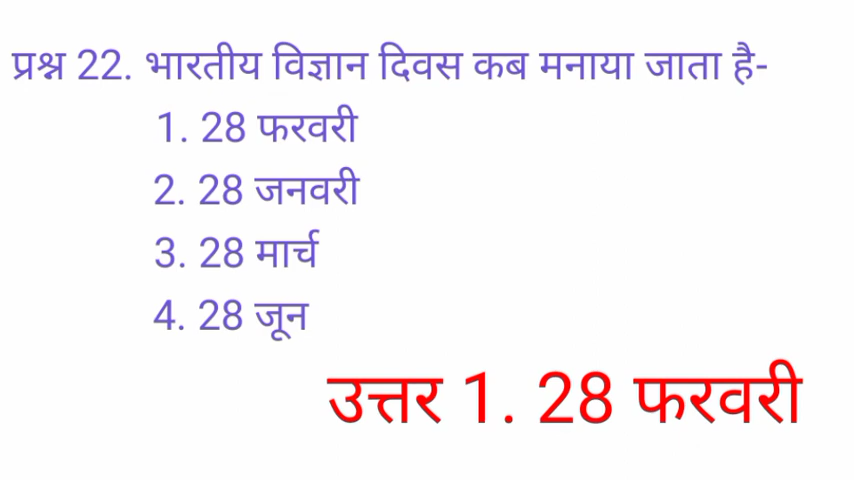 प्रश्न 22. भारतीय विज्ञान दिवस कब मनाया जाता है-
1. 28 फरवरी
2. 28 जनवरी
3. 28 मार्च
4. 28 जून
उत्तर 1. 28 फरवरी